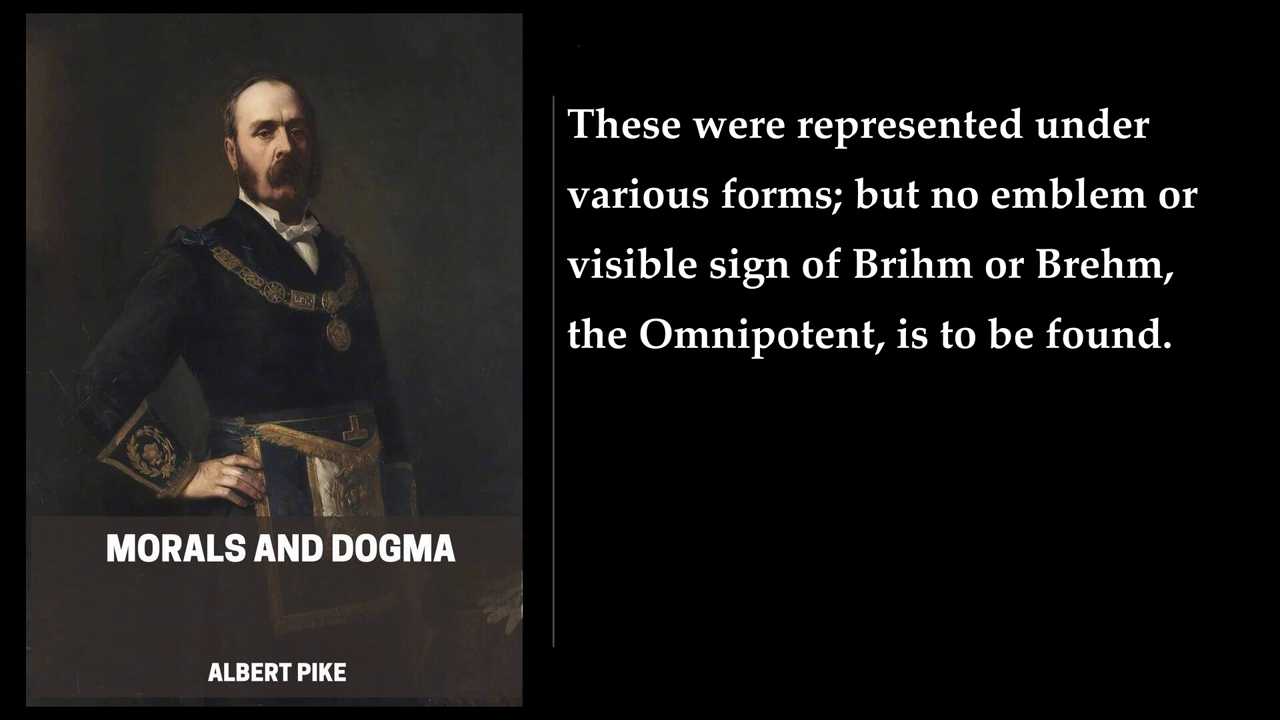 MORALS AND DOGMA
ALBERT PIKE
These were represented under
various forms; but no emblem or
visible sign of Brihm or Brehm,
the Omnipotent, is to be found.